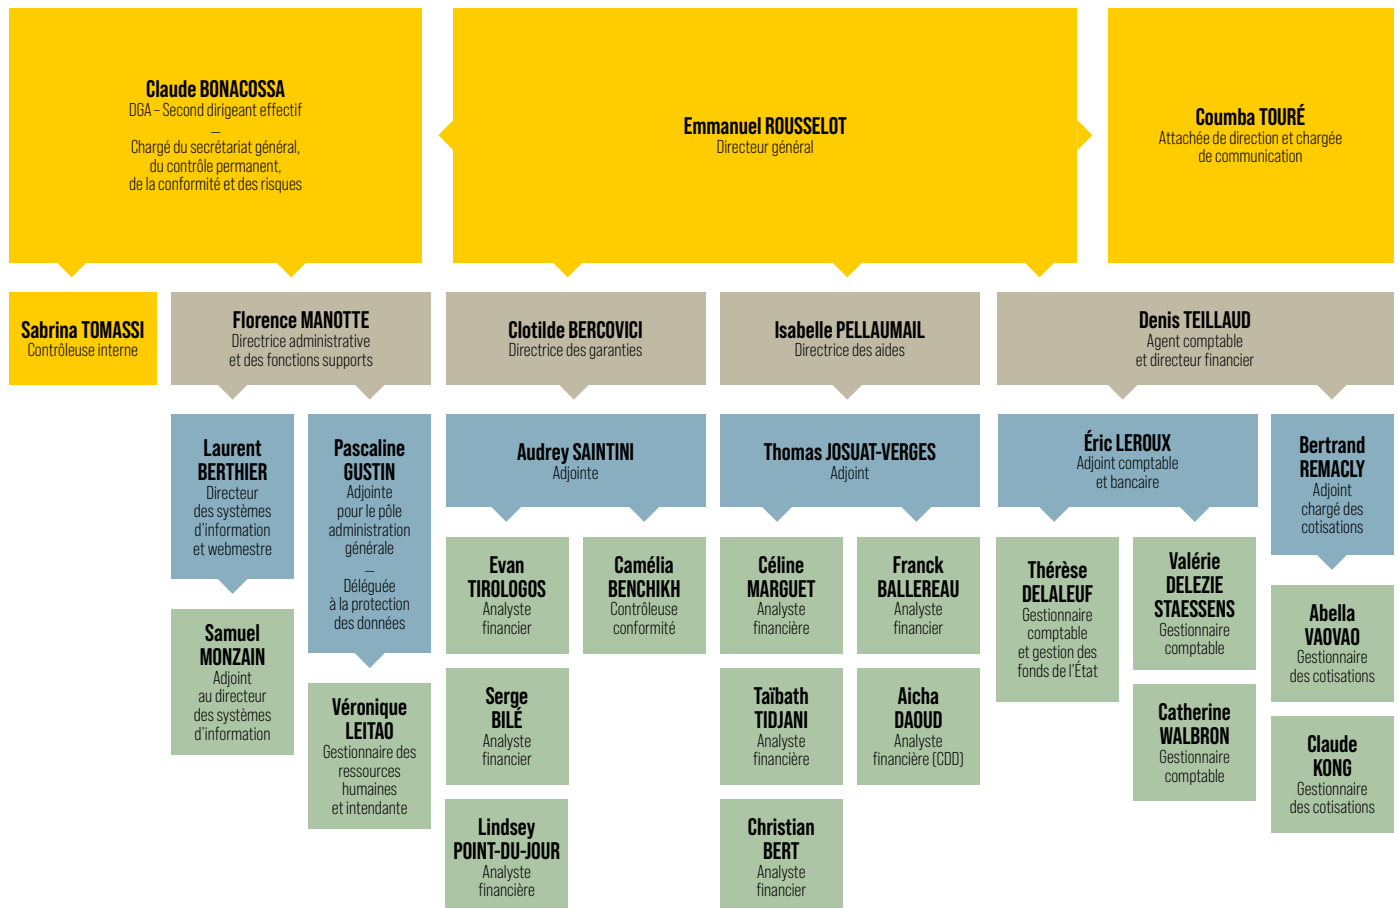 Claude BONACOSSA
DGA – Second dirigeant effectif
—
Chargé du secrétariat général,
du contrôle permanent,
de la conformité et des risques
Emmanuel ROUSSELOT
Directeur général
Coumba TOURÉ
Attachée de direction et chargée
de communication
Sabrina TOMASSI
Contrôleuse interne
Florence MANOTTE
Directrice administrative
et des fonctions supports
Clotilde BERCOVICI
Directrice des garanties
Isabelle PELLAUMAIL
Directrice des aides
Denis TEILLAUD
Agent comptable
et directeur financier
Laurent
BERTHIER
Directeur
des systèmes
d'information
et webmestre
Pascaline
GUSTIN
Adjointe
pour le pôle
administration
générale
—
Déléguée
à la protection
des données
Audrey SAINTINI
Adjointe
Thomas JOSUAT-VERGES
Adjoint
Éric LEROUX
Adjoint comptable
et bancaire
Bertrand
REMACLY
Adjoint
chargé des
cotisations
Samuel
MONZAIN
Adjoint
au directeur
des systèmes
d'information
Véronique
LEITAO
Gestionnaire des
ressources
humaines
et intendante
Evan
TIROLOGOS
Analyste
financier
Camélia
BENCHIKH
Contrôleuse
conformité
Céline
MARGUET
Analyste
financière
Franck
BALLEREAU
Analyste
financier
Thérèse
DELALEUF
Gestionnaire
comptable
et gestion des
fonds de l'État
Valérie
DELEZIE
STAESSENS
Gestionnaire
comptable
Abella
VAOVAO
Gestionnaire
des cotisations
Serge
BILÉ
Analyste
financier
Taïbath
TIDJANI
Analyste
financière
Aicha
DAOUD
Analyste
financière (CDD)
Catherine
WALBRON
Gestionnaire
comptable
Claude
KONG
Gestionnaire
des cotisations
Lindsey
POINT-DU-JOUR
Analyste
financière
Christian
BERT
Analyste
financier